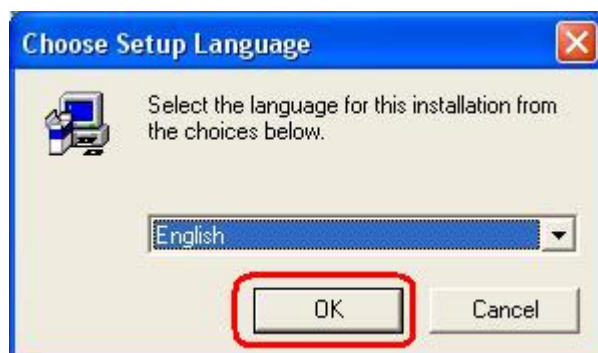 Choose Setup Language
Select the language for this installation from
the choices below.
English
OK
Cancel